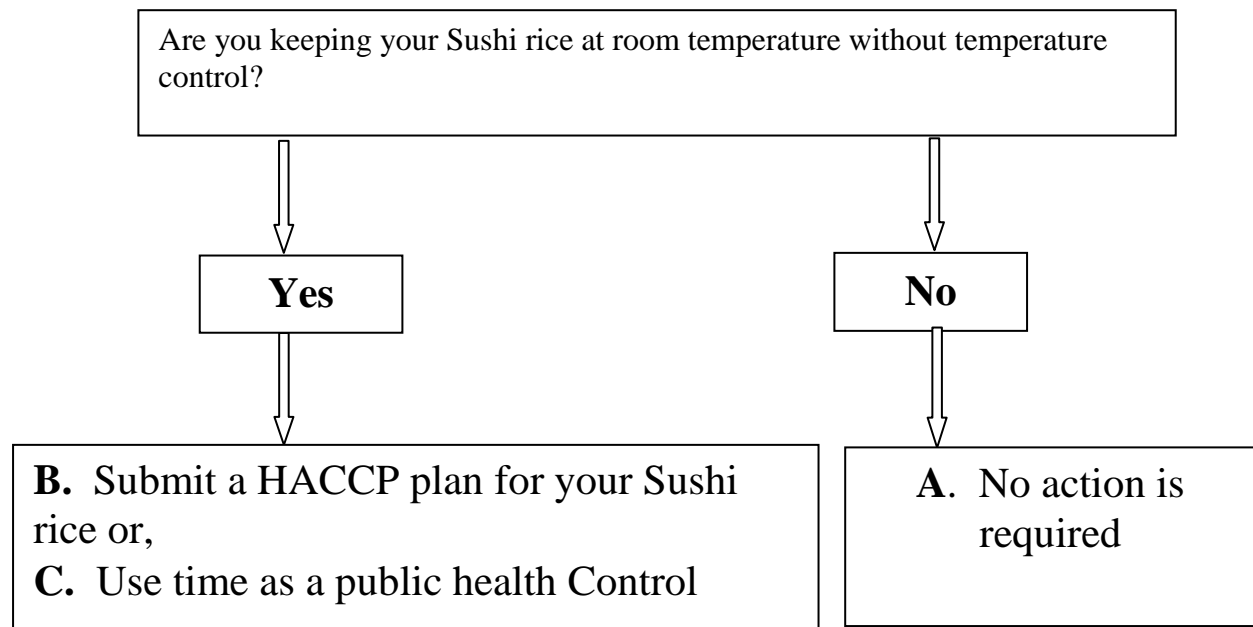 Are you keeping your Sushi rice at room temperature without temperature
control?
Yes
No
B. Submit a HACCP plan for your Sushi
rice or,
C. Use time as a public health Control
A. No action is
required